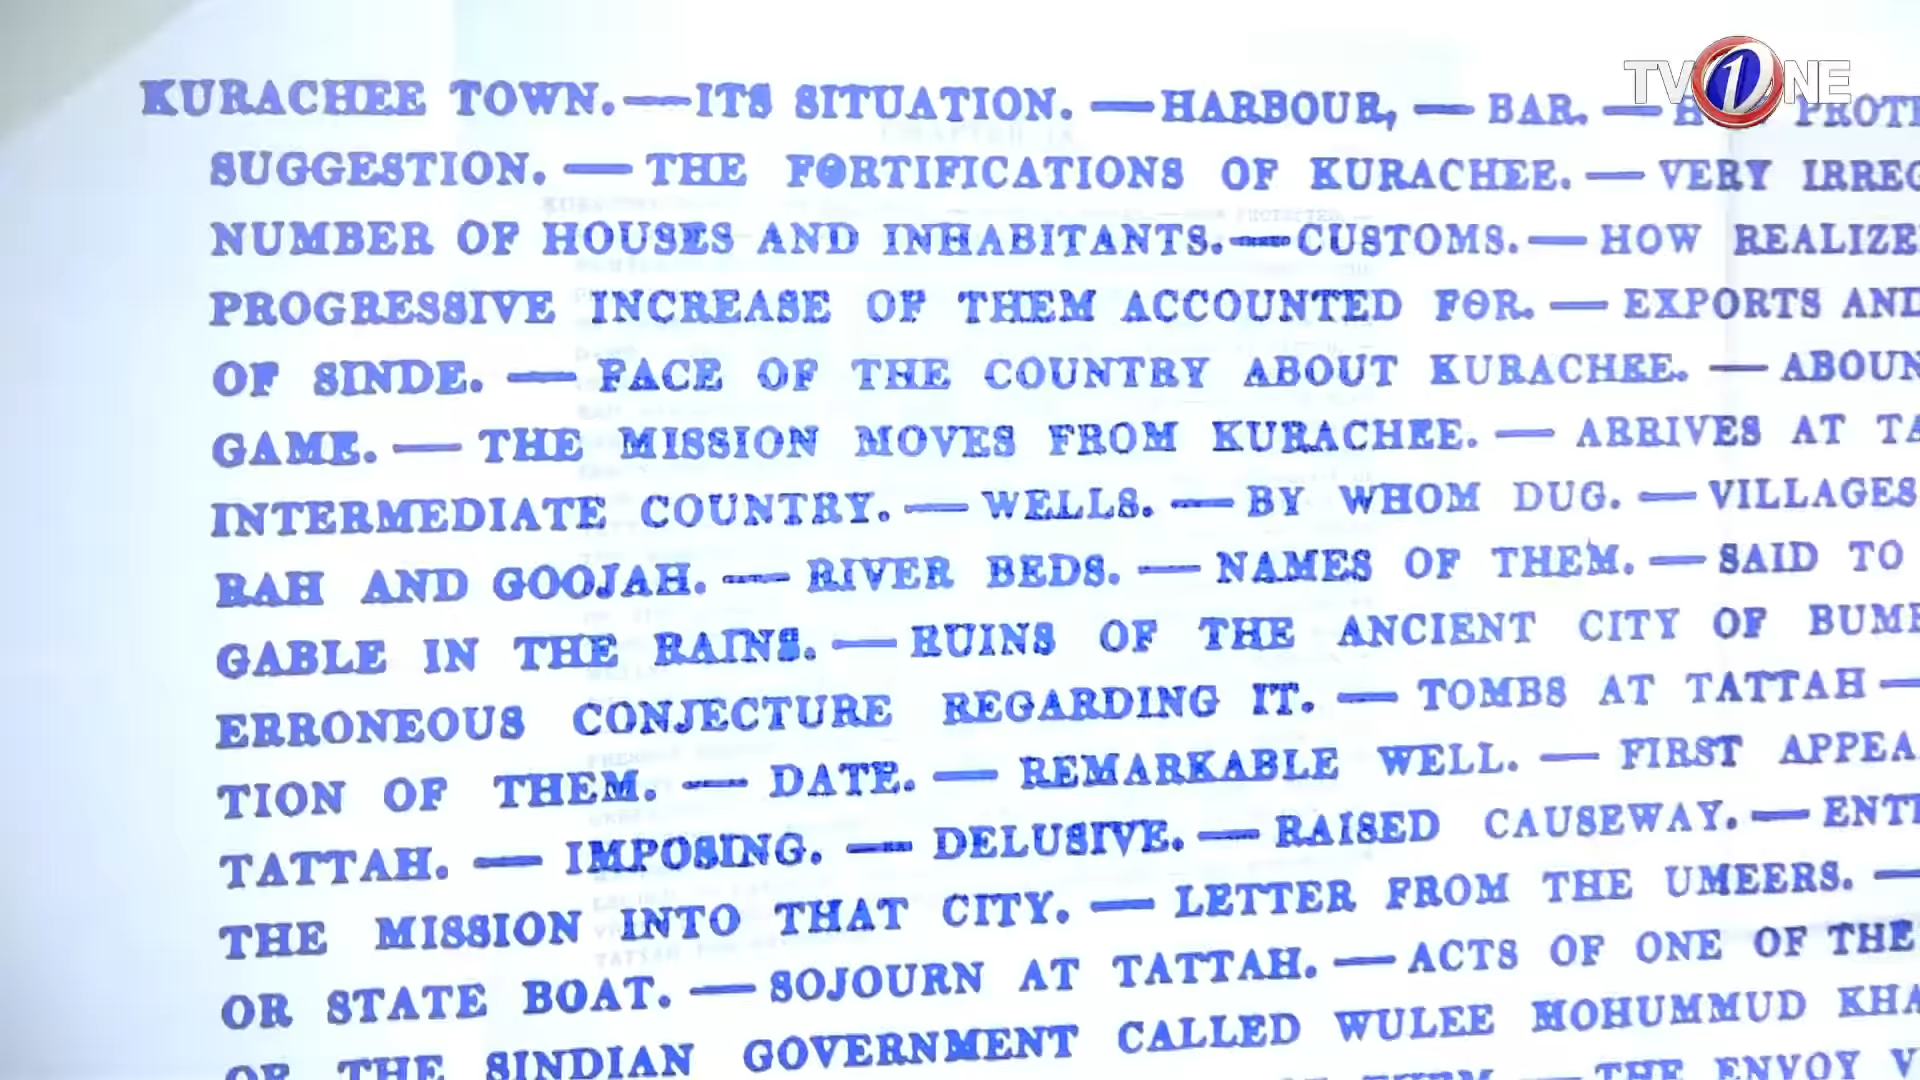 TV ONE
KURACHEE TOWN.—ITS SITUATION. —HARBOUR, — BAR. —
SUGGESTION. — THE FORTIFICATIONS OF KURACHEE. — VERY
NUMBER OF HOUSES AND INHABITANTS.—CUSTOMS.— HOW
PROGRESSIVE INCREASE OF THEM ACCOUNTED FOR. — EXPORTS AND
OF SINDE. — FACE OF THE COUNTRY ABOUT KURACHEE. —
GAME. — THE MISSION MOVES FROM KURACHEE. — ARRIVES AT
INTERMEDIATE COUNTRY. — WELLS. — BY WHOM DUG. — VILLAGES
RAH AND GOOJAH. — RIVER BEDS. — NAMES OF THEM. — SAID TO
GABLE IN THE RAINS. — RUINS OF THE ANCIENT CITY OF
ERRONEOUS CONJECTURE REGARDING IT. — TOMBS AT TATTAH —
TION OF THEM. — DATE. — REMARKABLE WELL. — FIRST
TATTAH. — IMPOSING. — DELUSIVE. — RAISED CAUSEWAY. —
THE MISSION INTO THAT CITY. — LETTER FROM THE UMEERS. —
OR STATE BOAT. — SOJOURN AT TATTAH. — ACTS OF ONE OF THE
OF THE SINDIAN GOVERNMENT CALLED WULEE MOHUMMUD
— THE ENVOY